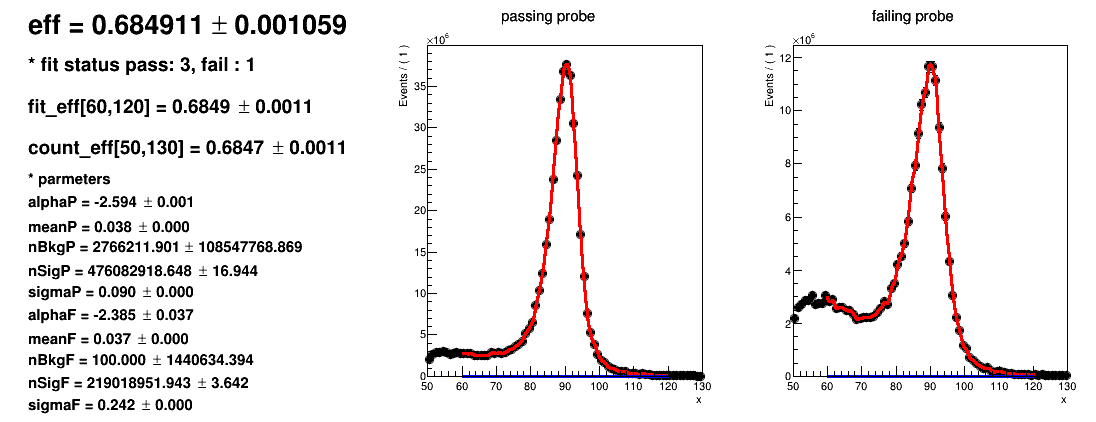 eff = 0.684911 ± 0.001059
* fit status pass: 3, fail : 1
fit_eff[60,120] = 0.6849 ± 0.0011
count_eff[50,130] = 0.6847 ± 0.0011
* parmeters
alphaP = -2.594 ± 0.001
meanP = 0.038 ± 0.000
nBkgP = 2766211.901 ± 108547768.869
nSigP = 476082918.648 ± 16.944
sigmaP = 0.090 ± 0.000
alphaF = -2.385 ± 0.037
meanF = 0.037 ± 0.000
nBkgF = 100.000 ± 1440634.394
nSigF = 219018951.943 ± 3.642
sigmaF = 0.242 ± 0.000
passing probe
×10⁶
Events / ( 1 )
35
30
25
20
15
10
5
0
50 60 70 80 90 100 110 120 130
x
failing probe
×10⁶
Events / ( 1 )
12
10
8
6
4
2
0
50 60 70 80 90 100 110 120 130
x